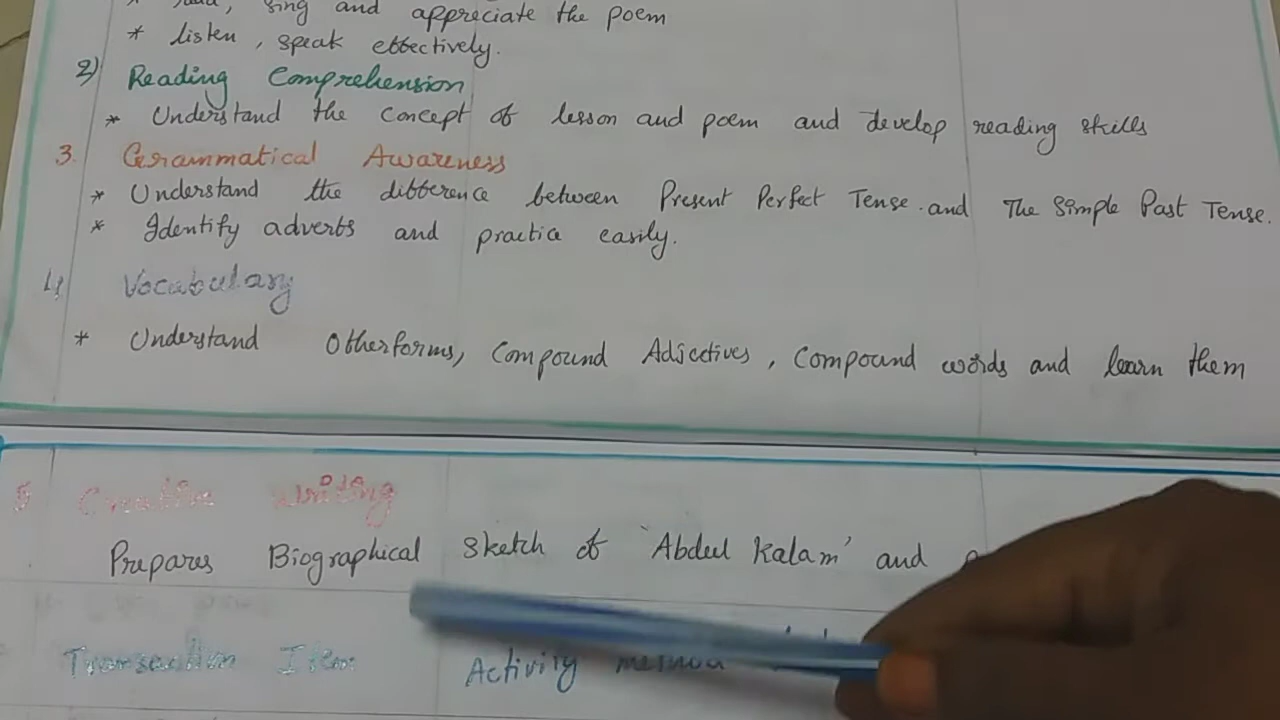 sing and appreciate the poem
* listen, speak effectively.
2) Reading Comprehension
* Understand the concept of lesson and poem and develop reading skills
3. Grammatical Awareness
* Understand the difference between Present Perfect Tense and The Simple Past Tense.
* Identify adverbs and practice easily.
4) Vocabulary
* Understand Otherforms, Compound Adjectives, Compound words and learn them
5 Creative writing
Prepares Biographical Sketch of 'Abdul Kalam' and
Transaction Item Activity method